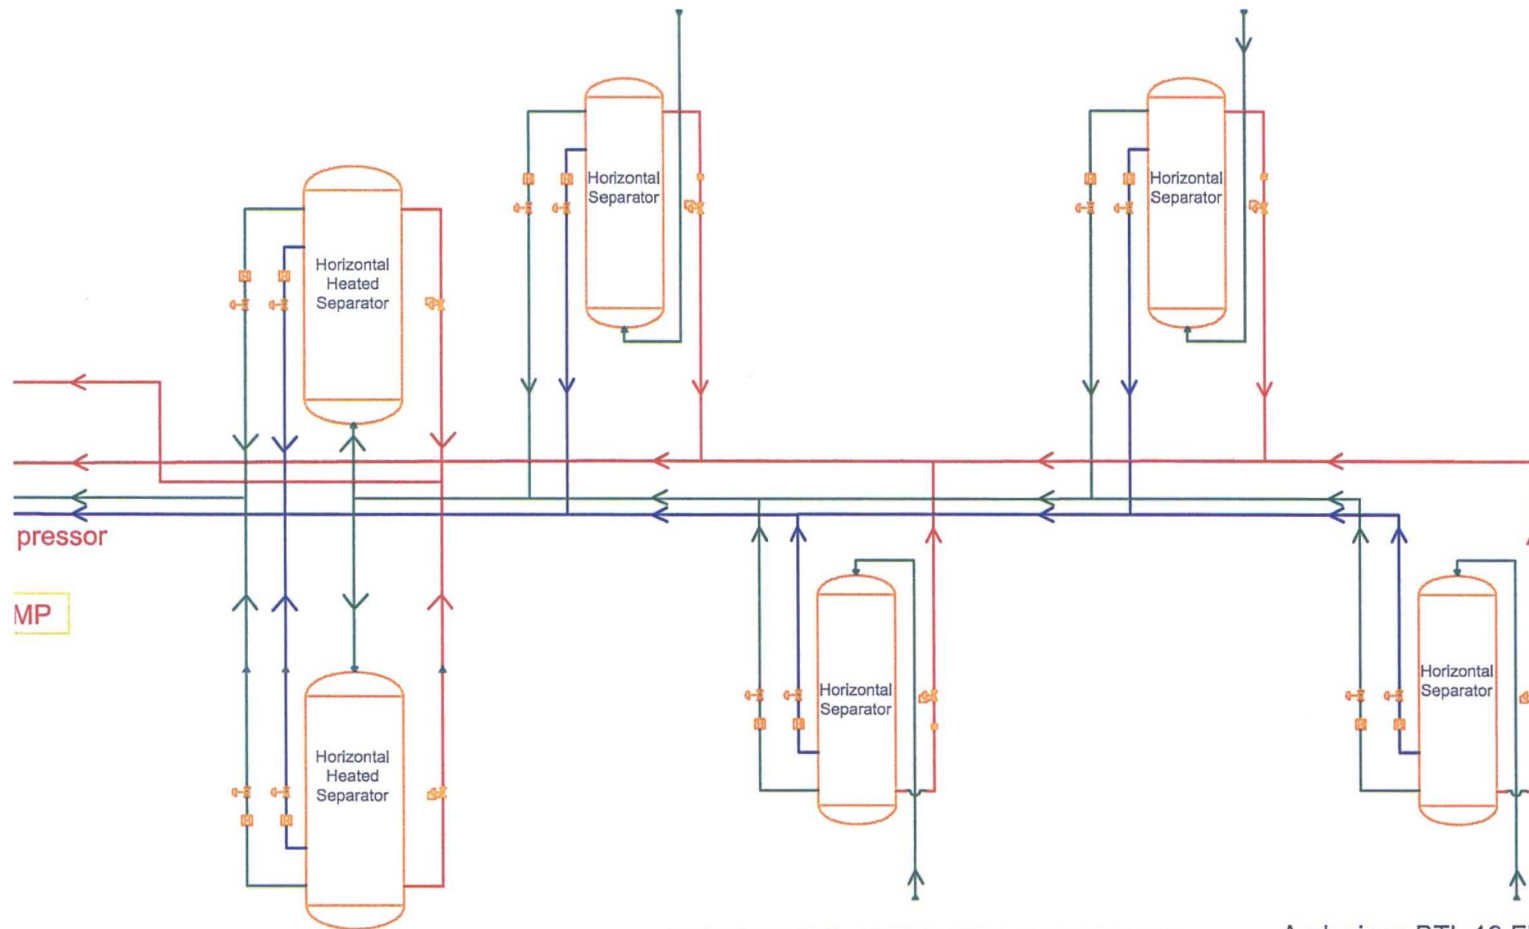 Horizontal
Separator
Horizontal
Separator
Horizontal
Heated
Separator
pressor
MP
Horizontal
Separator
Horizontal
Separator
Horizontal
Heated
Separator